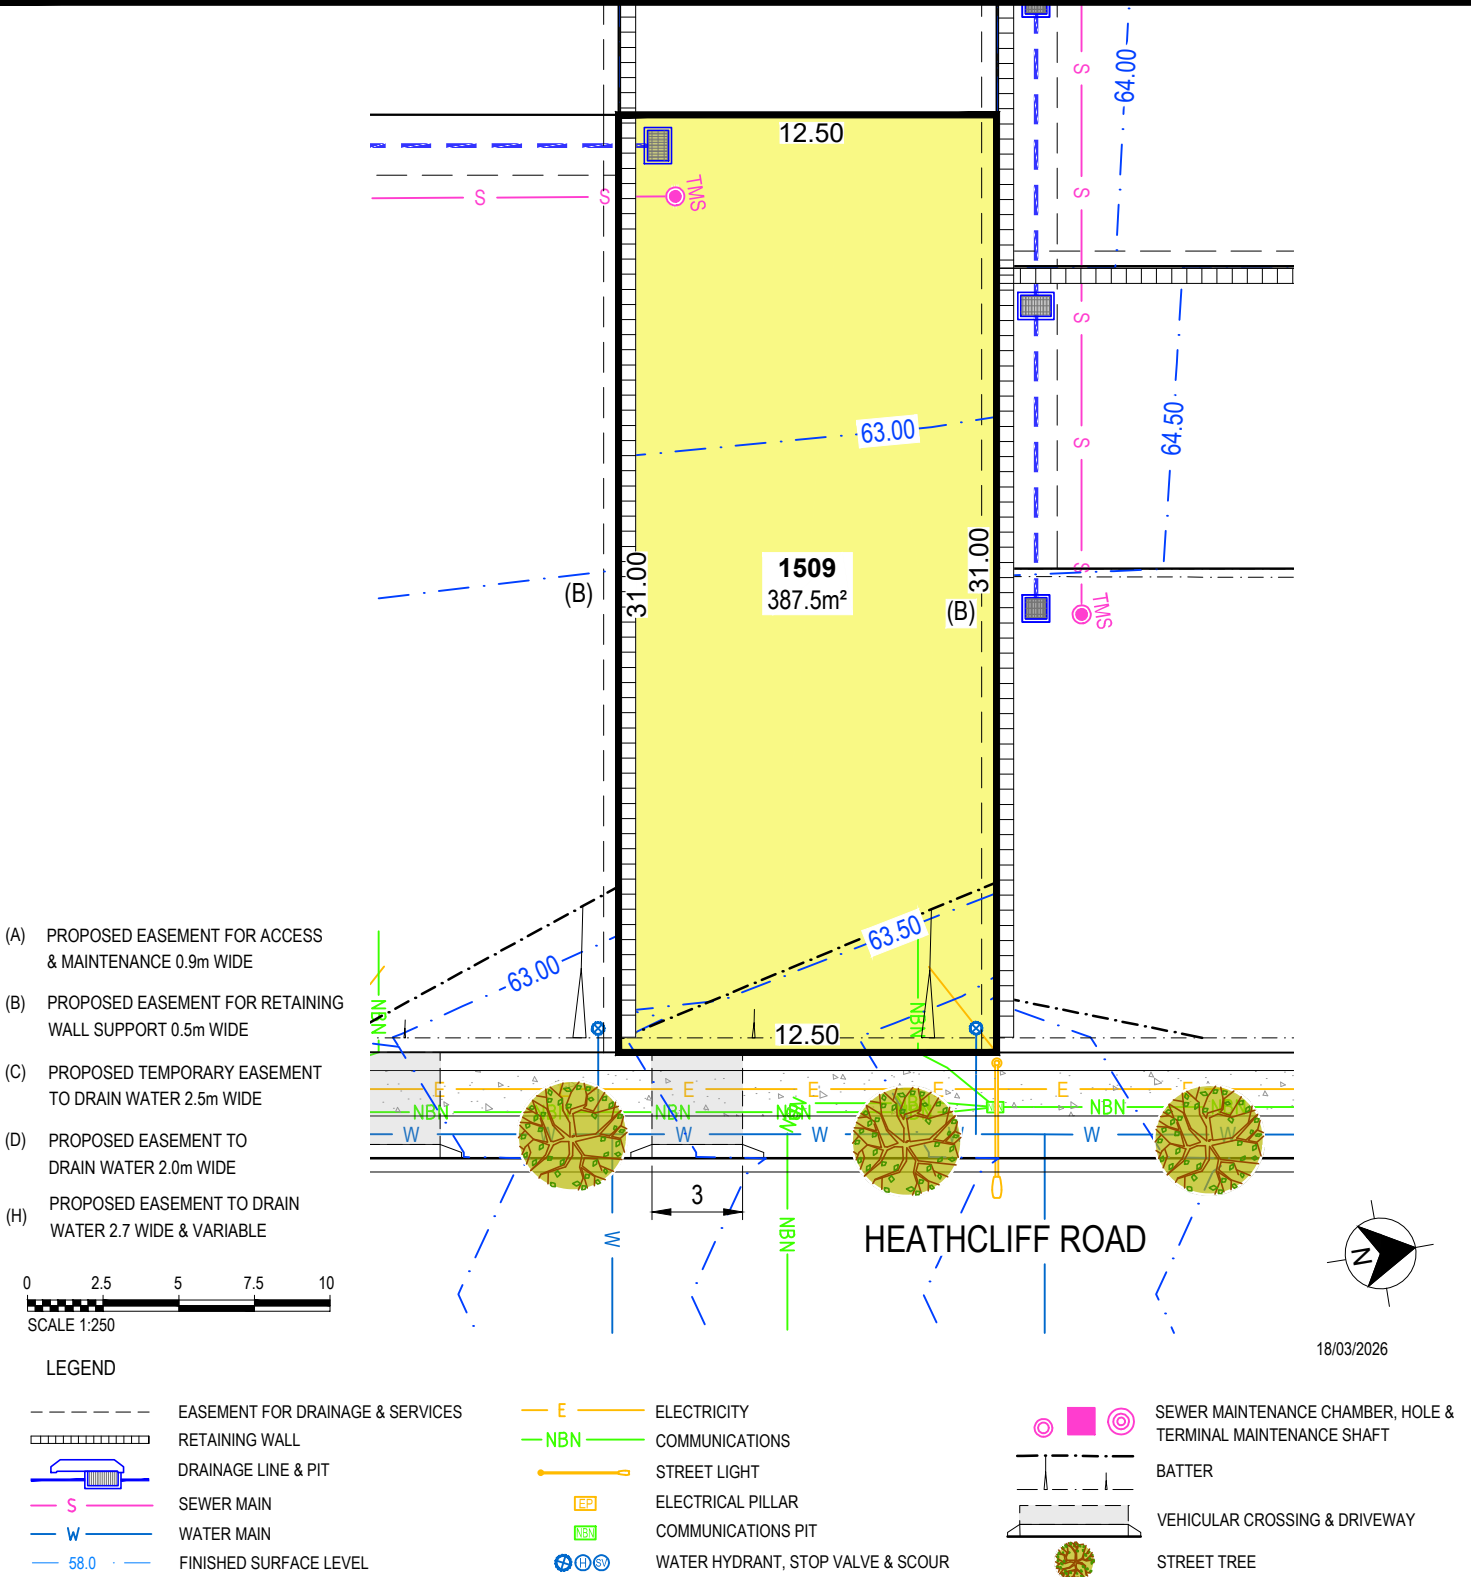 64.00
12.50
S
S
S
TMS
S
S
63.00
64.50
S
31.00
(B)
1509
387.5m²
31.00
(B)
S
TMS
63.50
63.00
NBN
NBN
12.50
E
E
E
E
E
E
NBN
NBN
NBN
NBN
W
W
W
W
W
3
W
NBN
HEATHCLIFF ROAD
(A) PROPOSED EASEMENT FOR ACCESS
& MAINTENANCE 0.9m WIDE
(B) PROPOSED EASEMENT FOR RETAINING
WALL SUPPORT 0.5m WIDE
(C) PROPOSED TEMPORARY EASEMENT
TO DRAIN WATER 2.5m WIDE
(D) PROPOSED EASEMENT TO
DRAIN WATER 2.0m WIDE
(H) PROPOSED EASEMENT TO DRAIN
WATER 2.7 WIDE & VARIABLE
0 2.5 5 7.5 10
SCALE 1:250
N
18/03/2026
LEGEND
EASEMENT FOR DRAINAGE & SERVICES
RETAINING WALL
DRAINAGE LINE & PIT
S SEWER MAIN
W WATER MAIN
58.0 FINISHED SURFACE LEVEL
E ELECTRICITY
NBN COMMUNICATIONS
STREET LIGHT
EP ELECTRICAL PILLAR
NBN COMMUNICATIONS PIT
H SV WATER HYDRANT, STOP VALVE & SCOUR
SEWER MAINTENANCE CHAMBER, HOLE &
TERMINAL MAINTENANCE SHAFT
BATTER
VEHICULAR CROSSING & DRIVEWAY
STREET TREE